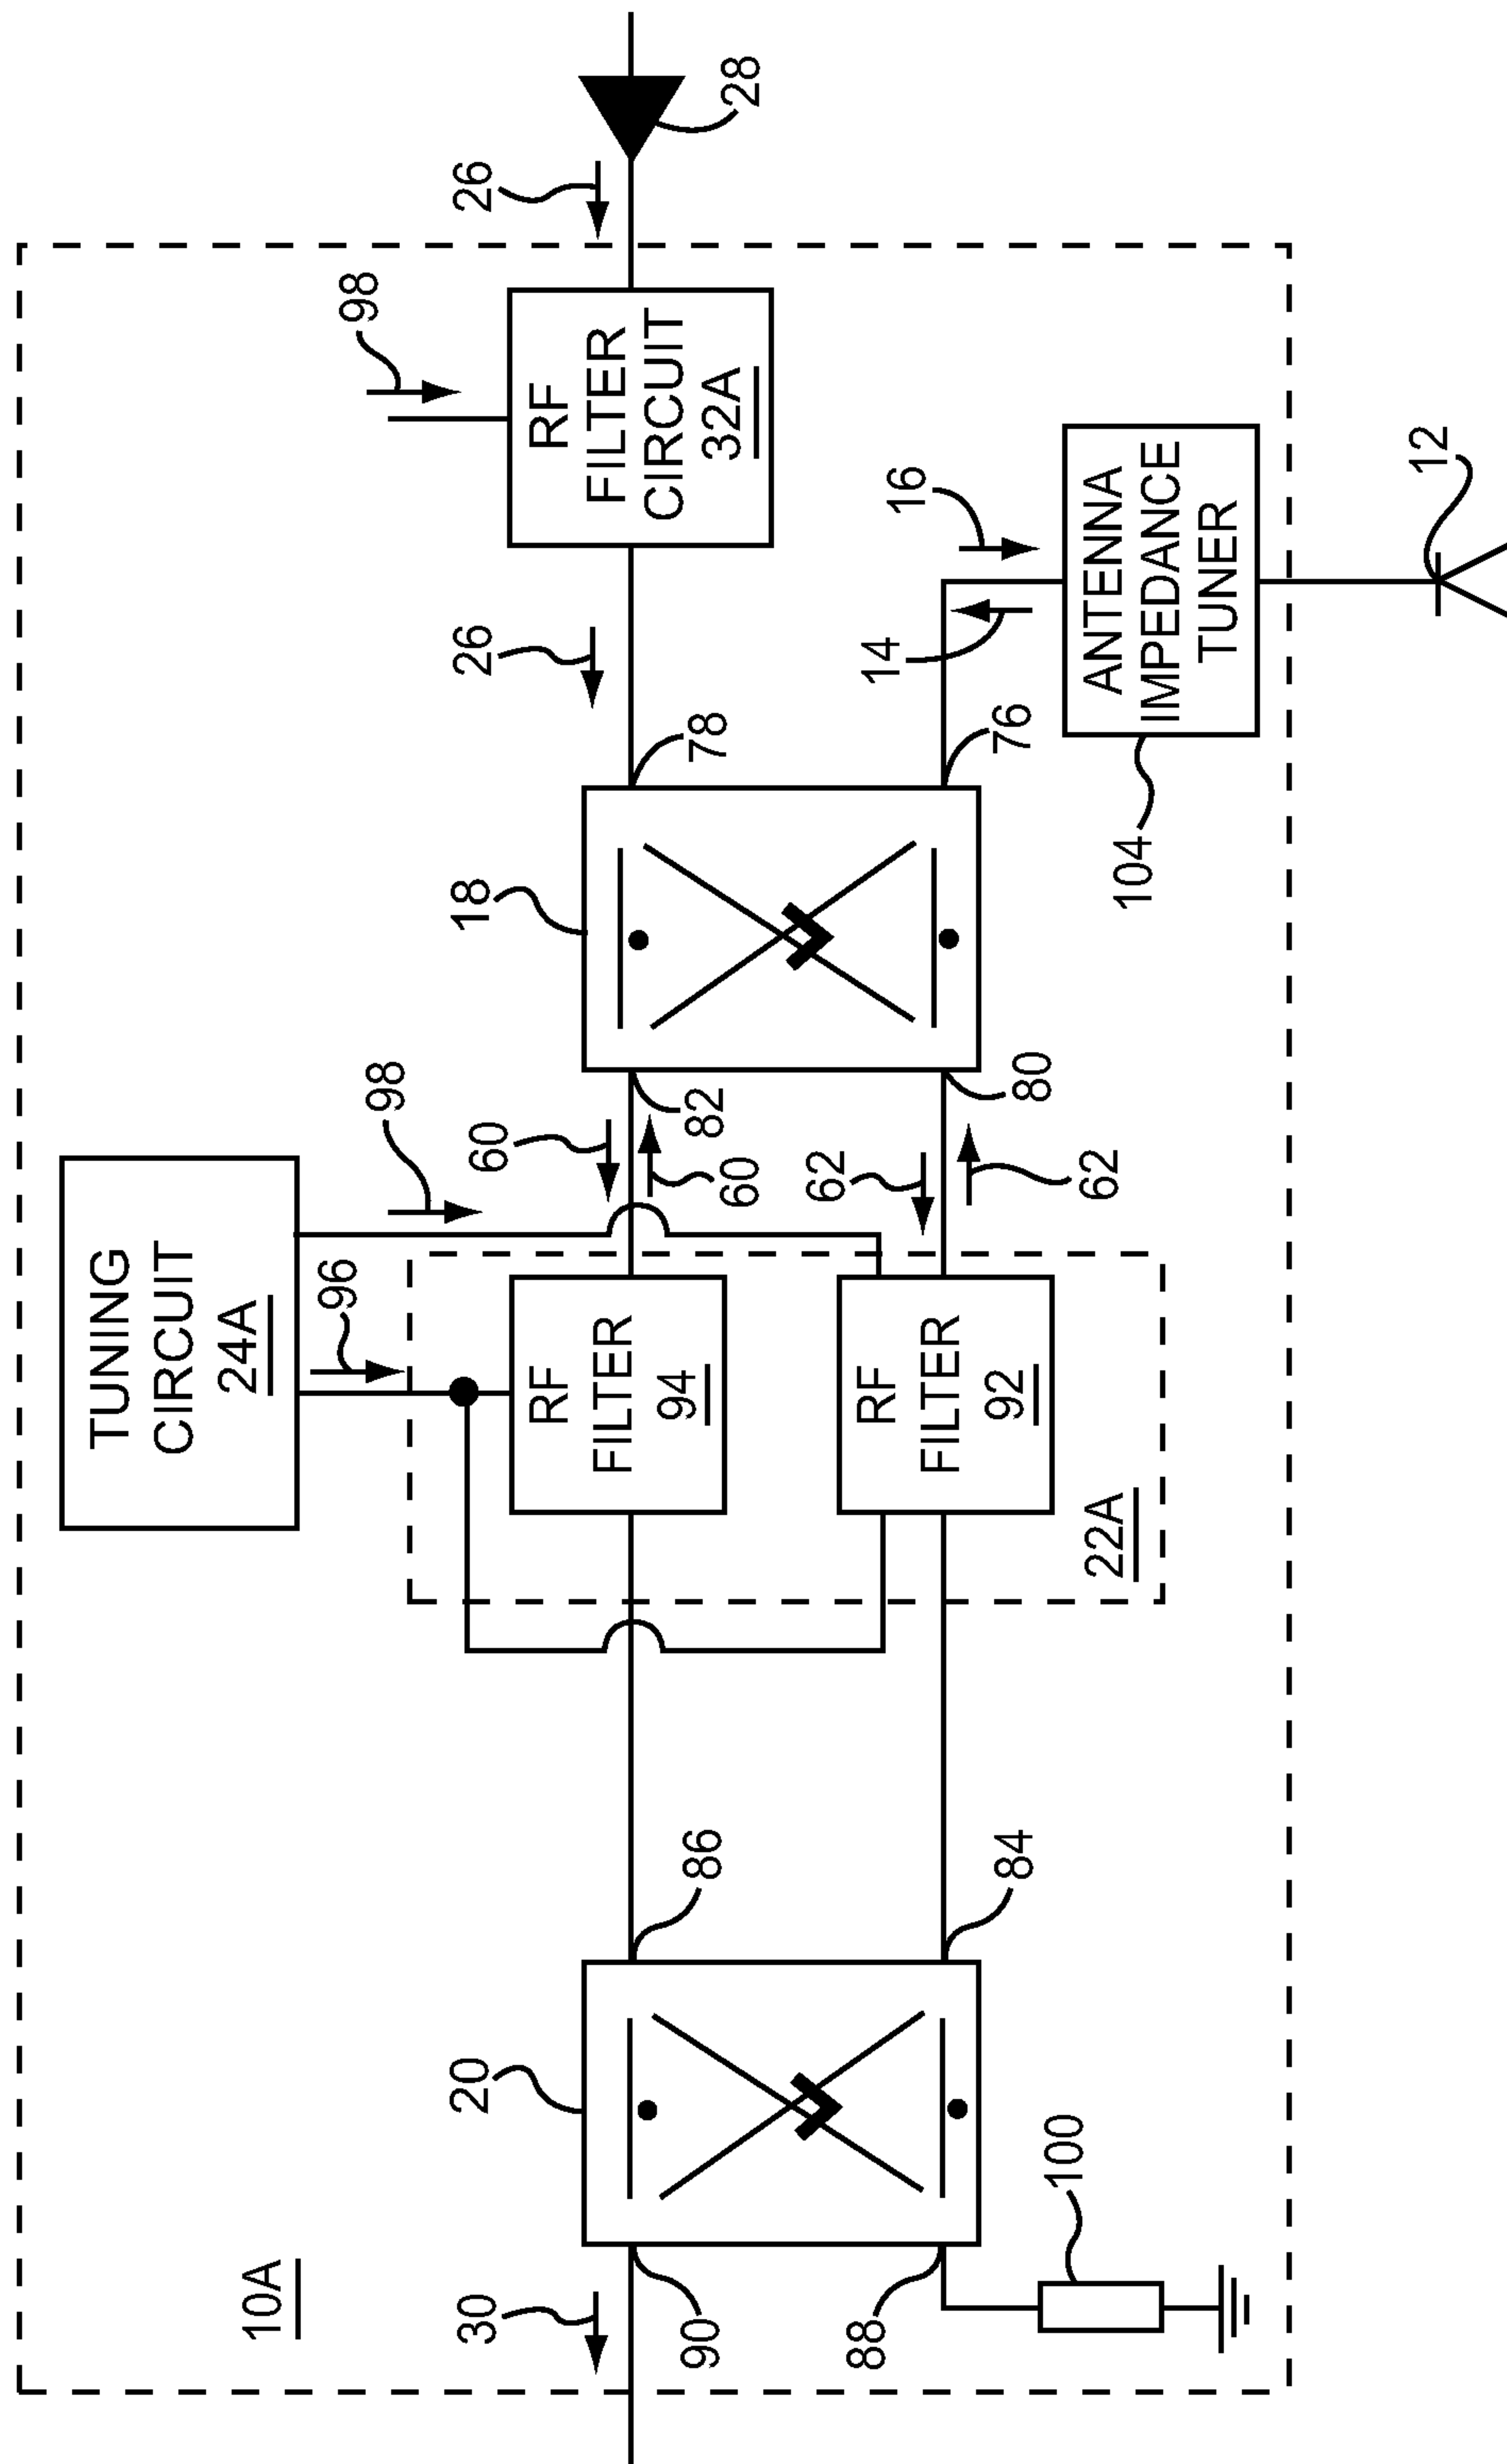 10A
TUNING
CIRCUIT
24A
98
96
98
30
20
60
18
26
26
28
RF
FILTER
94
RF
FILTER
CIRCUIT
32A
90
86
60
82
78
88
84
RF
FILTER
92
62
62
80
14
16
76
22A
100
104
ANTENNA
IMPEDANCE
TUNER
12